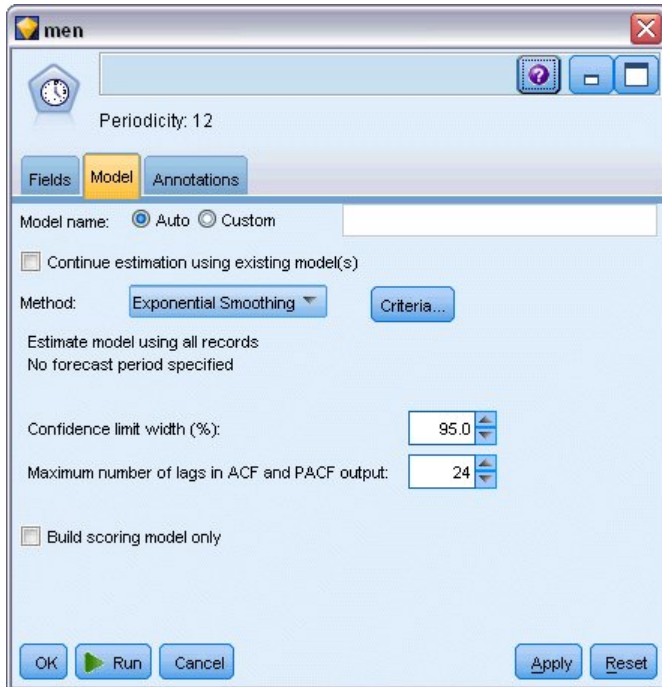 men
?
Periodicity: 12
Fields Model Annotations
Model name: Auto Custom
Continue estimation using existing model(s)
Method: Exponential Smoothing Criteria...
Estimate model using all records
No forecast period specified
Confidence limit width (%): 95.0
Maximum number of lags in ACF and PACF output: 24
Build scoring model only
OK Run Cancel Apply Reset